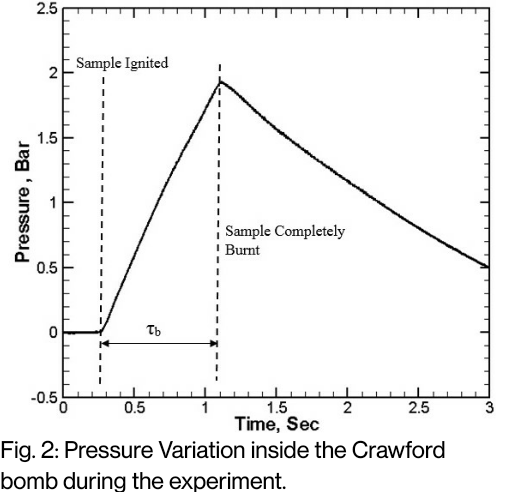 2.5
2
1.5
1
0.5
0
-0.5
Pressure , Bar
Sample Ignited
Sample Completely
Burnt
τb
0 0.5 1 1.5 2 2.5 3
Time, Sec
Fig. 2: Pressure Variation inside the Crawford
bomb during the experiment.